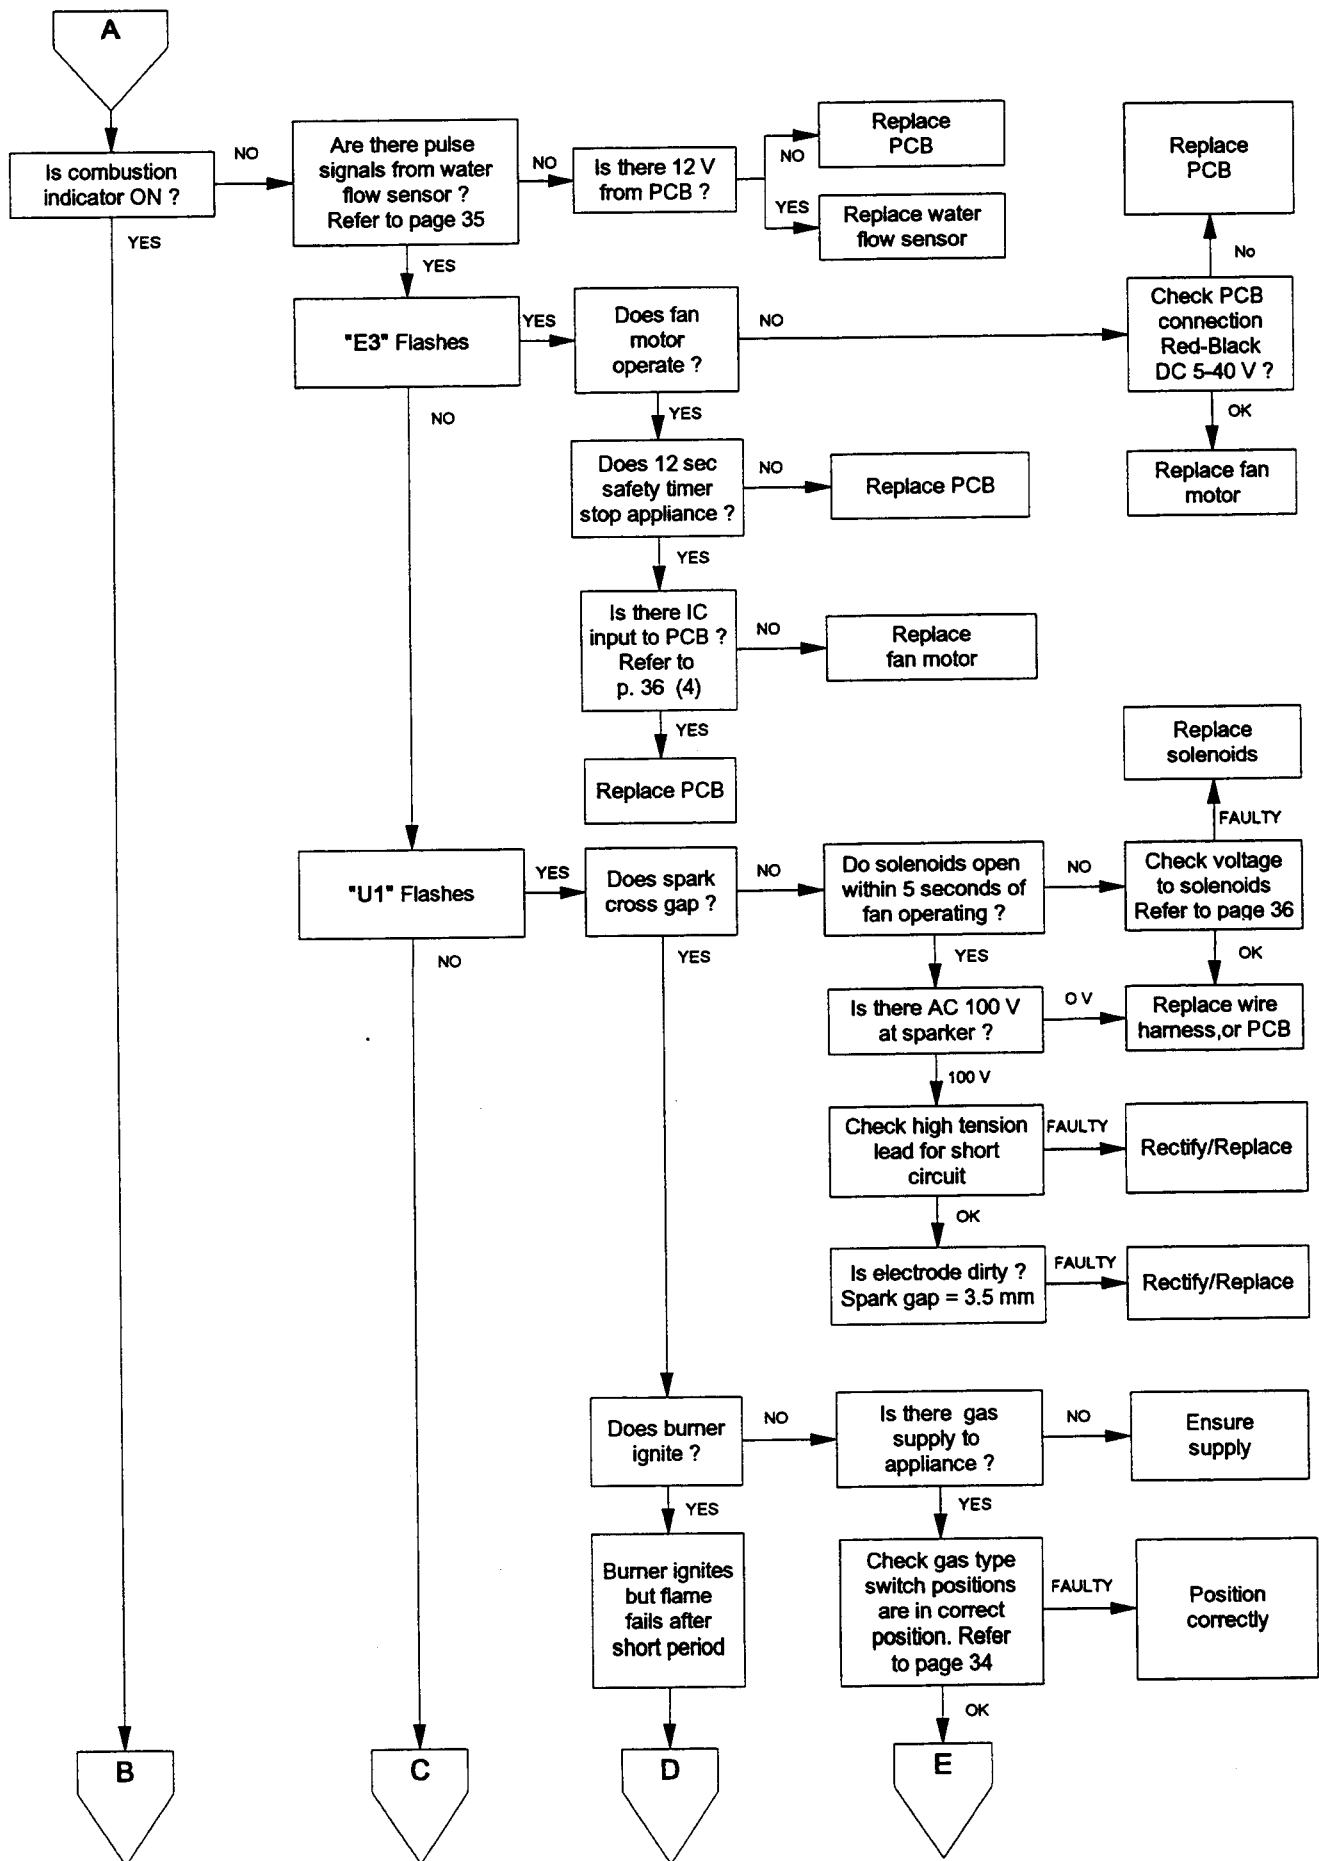 A
Is combustion
indicator ON ?
NO
YES
Are there pulse
signals from water
flow sensor ?
Refer to page 35
NO
YES
Is there 12 V
from PCB ?
NO
YES
Replace
PCB
Replace water
flow sensor
"E3" Flashes
YES
NO
Does fan
motor
operate ?
NO
YES
Check PCB
connection
Red-Black
DC 5-40 V ?
No
OK
Replace
PCB
Replace fan
motor
Does 12 sec
safety timer
stop appliance ?
NO
YES
Replace PCB
Is there IC
input to PCB ?
Refer to
p. 36 (4)
NO
YES
Replace
fan motor
Replace PCB
"U1" Flashes
YES
NO
Does spark
cross gap ?
NO
YES
Do solenoids open
within 5 seconds of
fan operating ?
NO
YES
Check voltage
to solenoids
Refer to page 36
FAULTY
OK
Replace
solenoids
Is there AC 100 V
at sparker ?
O V
100 V
Replace wire
harness,or PCB
Check high tension
lead for short
circuit
FAULTY
OK
Rectify/Replace
Is electrode dirty ?
Spark gap = 3.5 mm
FAULTY
Rectify/Replace
Does burner
ignite ?
NO
YES
Is there gas
supply to
appliance ?
NO
YES
Ensure
supply
Burner ignites
but flame
fails after
short period
Check gas type
switch positions
are in correct
position. Refer
to page 34
FAULTY
OK
Position
correctly
B
C
D
E